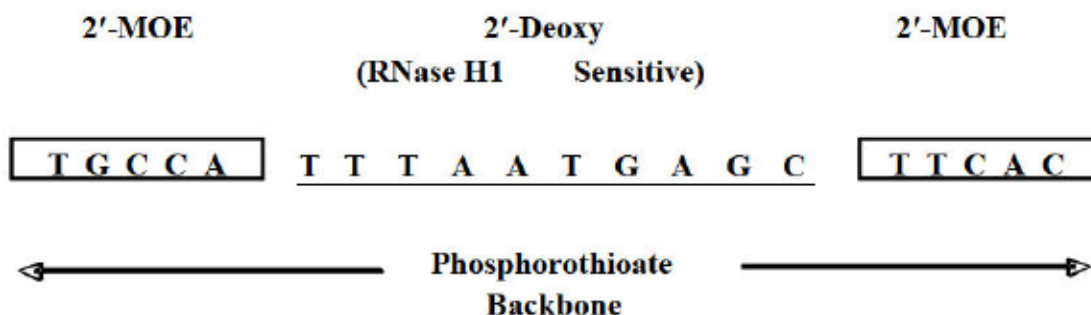 2′-MOE 2′-Deoxy 2′-MOE
(RNase H1 Sensitive)
T G C C A T T T A A T G A G C T T C A C
Phosphorothioate
Backbone